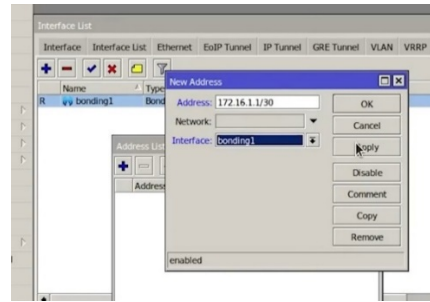 Interface List
Interface Interface List Ethernet EoIP Tunnel IP Tunnel GRE Tunnel VLAN VRRP
Name Type
R bonding1 Bond
New Address
Address: 172.16.1.1/30
Network:
Interface: bonding1
OK
Cancel
Apply
Disable
Comment
Copy
Remove
enabled
Address List
Address